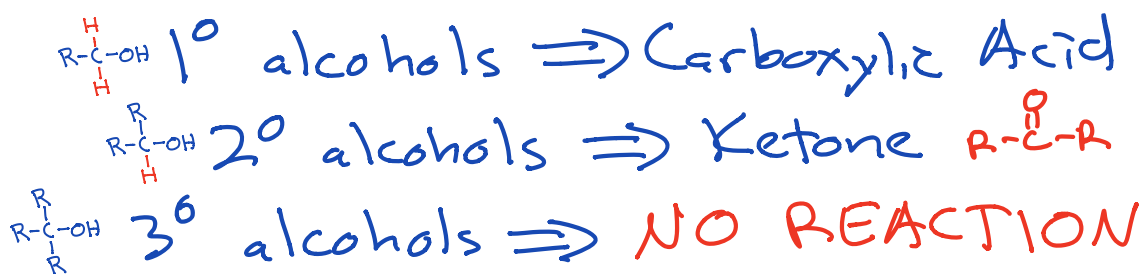 R-C-OH H H 1° alcohols ⇒ Carboxylic Acid
R-C-OH R H 2° alcohols ⇒ Ketone R-C-R O
R-C-OH R R 3° alcohols ⇒ NO REACTION